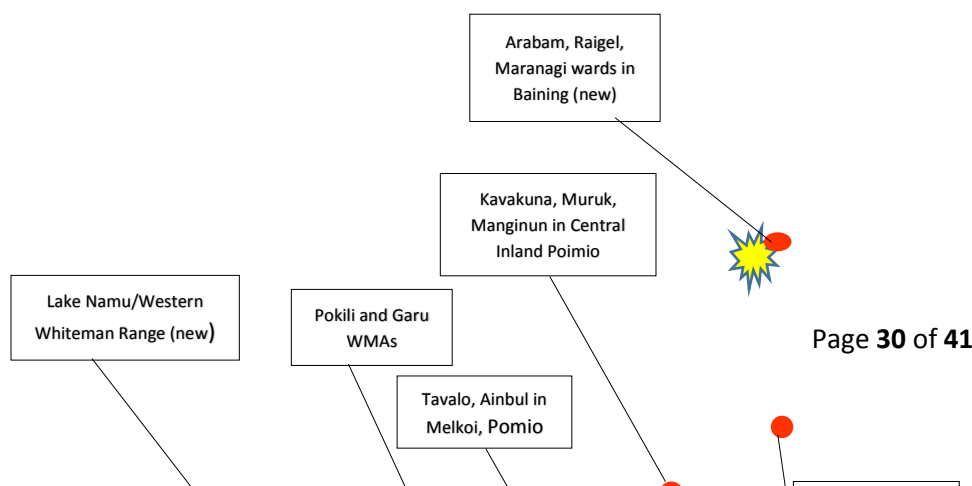 Arabam, Raigel,
Maranagi wards in
Baining (new)
Kavakuna, Muruk,
Manginun in Central
Inland Poimio
Lake Namu/Western
Whiteman Range (new)
Pokili and Garu
WMAs
Page 30 of 41
Tavalo, Ainbul in
Melkoi, Pomio